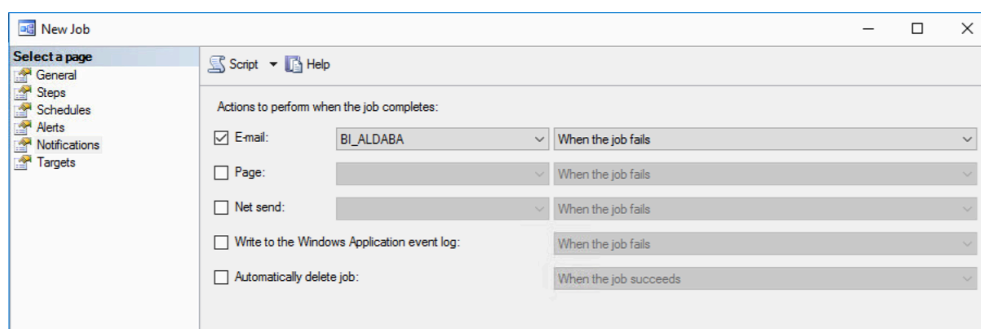 New Job
Select a page
General
Steps
Schedules
Alerts
Notifications
Targets
Script Help
Actions to perform when the job completes:
E-mail: BI_ALDABA When the job fails
Page: When the job fails
Net send: When the job fails
Write to the Windows Application event log: When the job fails
Automatically delete job: When the job succeeds